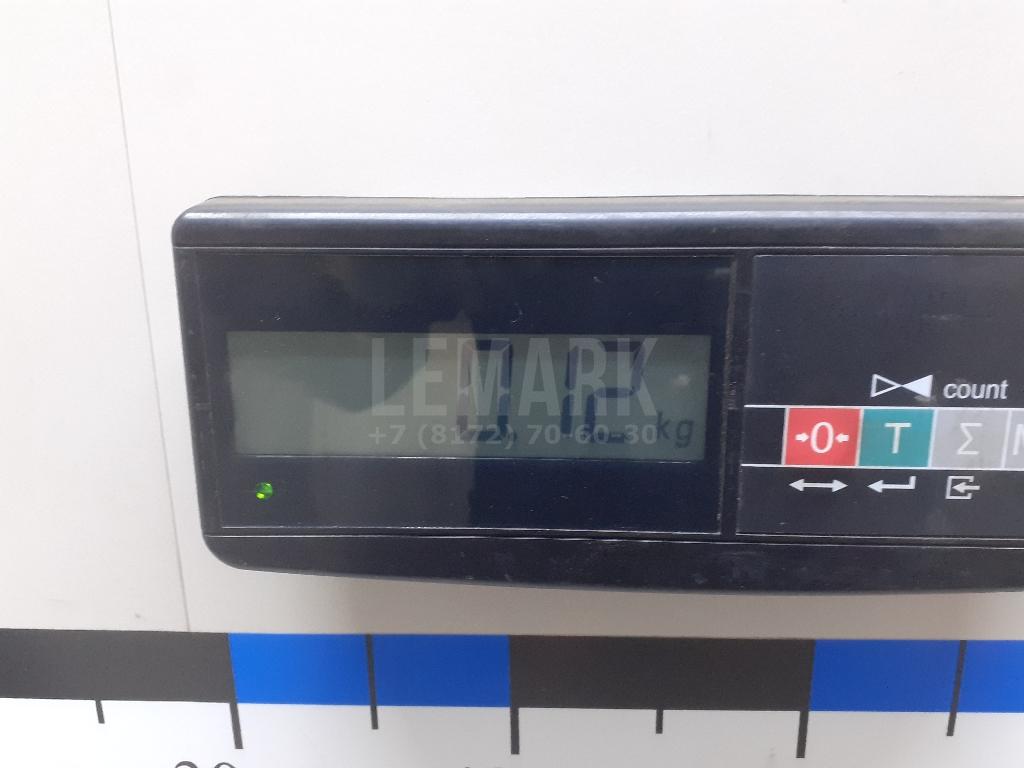 LEMARK
+7 (8172) 70-60-30
0.12 kg
count
→0← T Σ